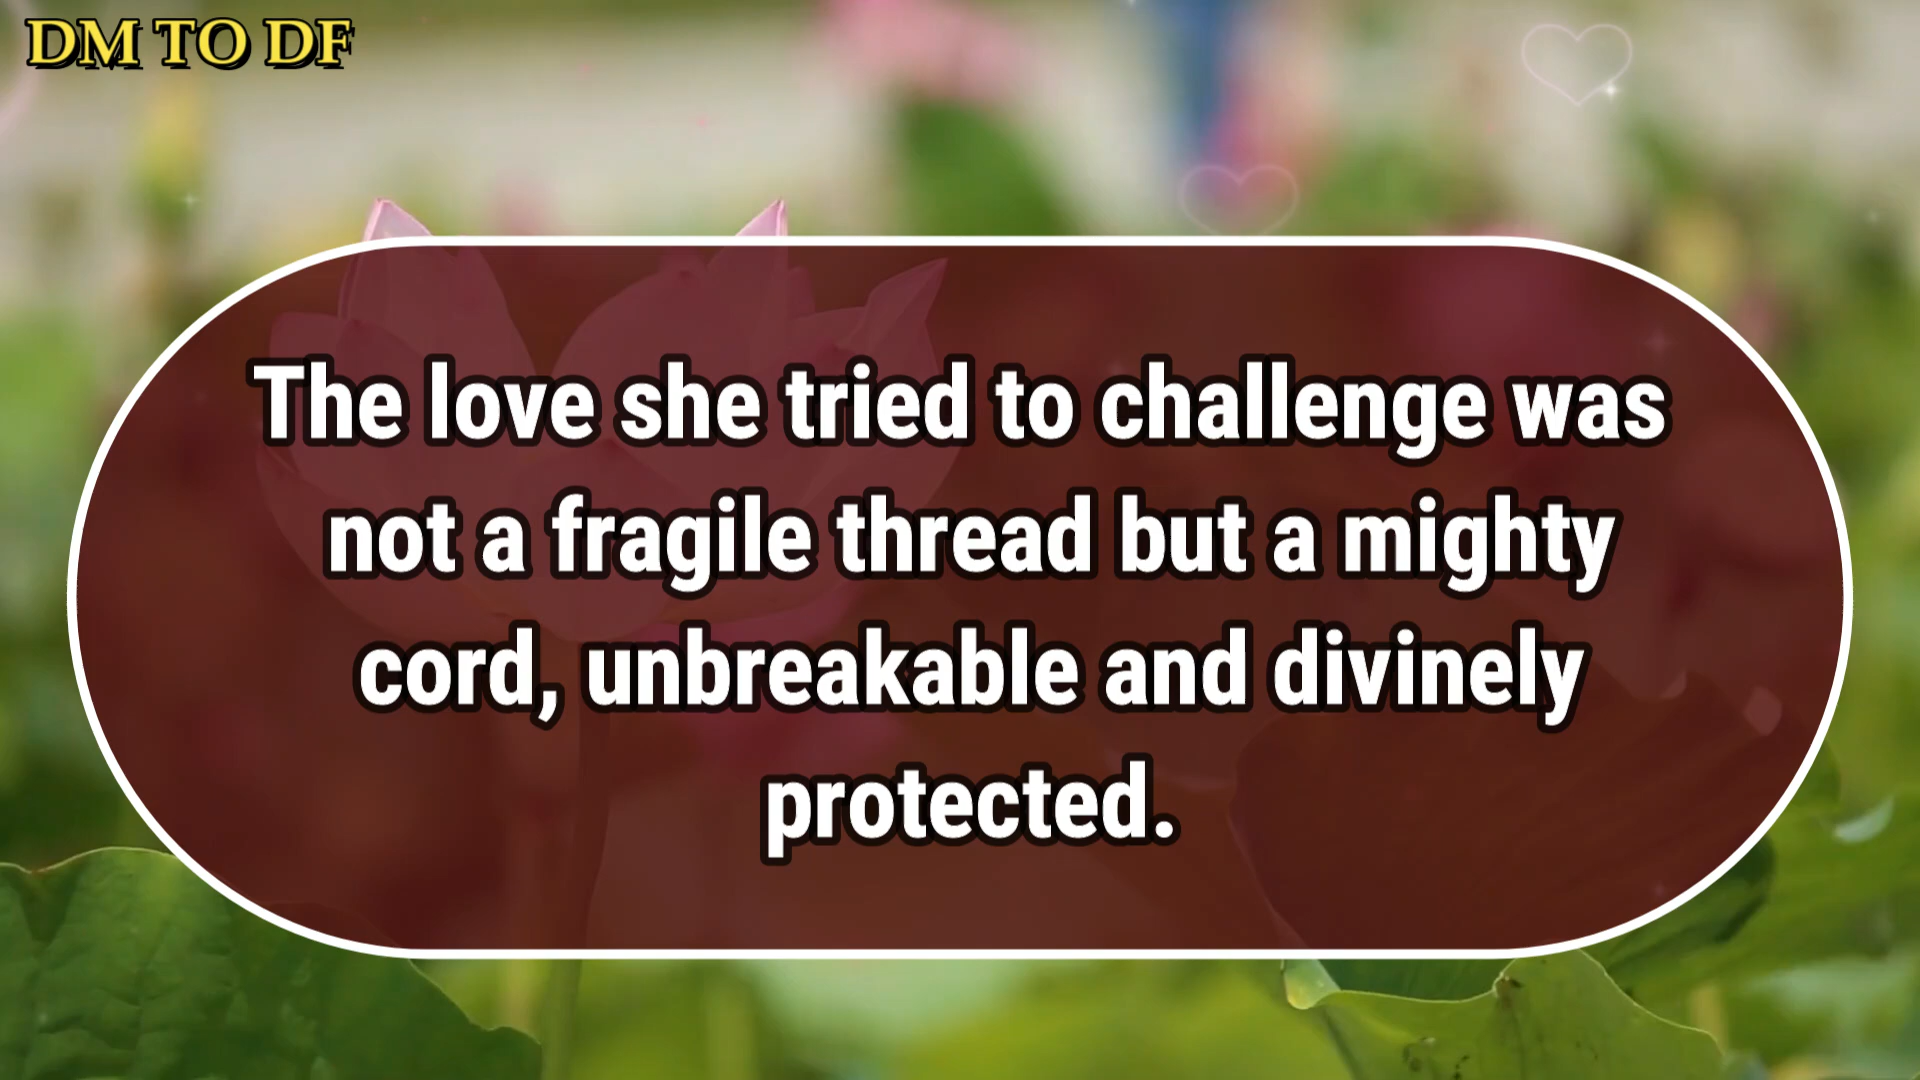 DM TO DF
The love she tried to challenge was
not a fragile thread but a mighty
cord, unbreakable and divinely
protected.